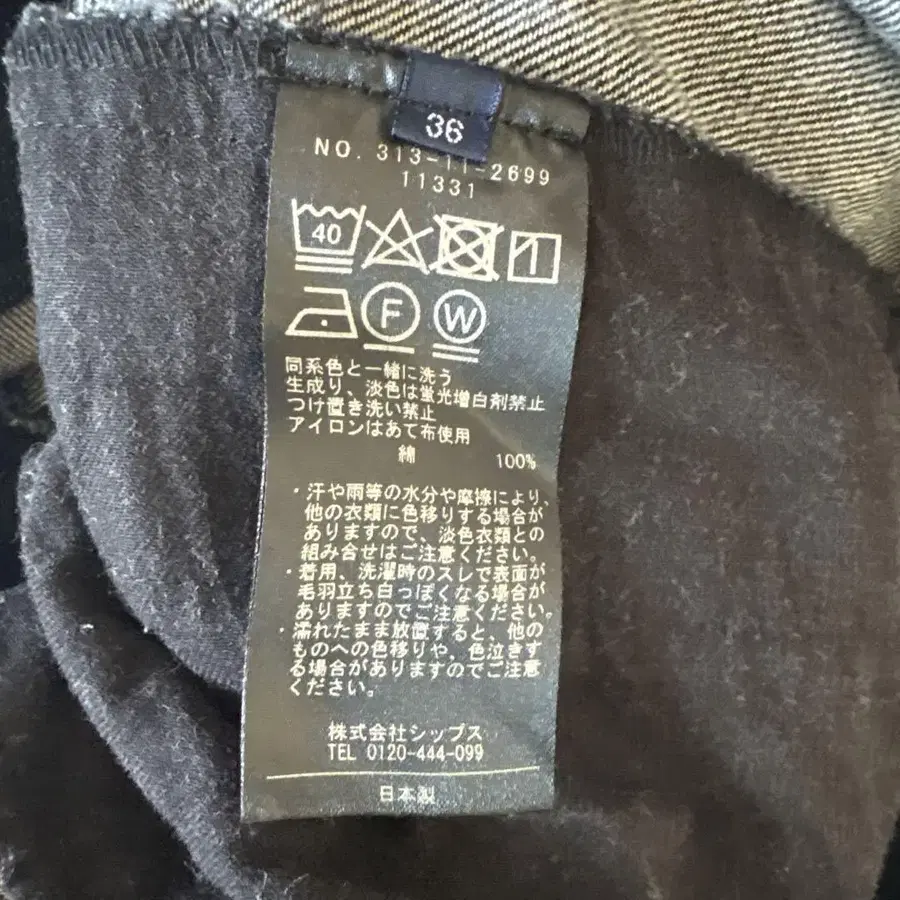 36
NO. 313-11-2699
11331
40
F
W
同系色と一緒に洗う
生成り、淡色は蛍光増白剤禁止
つけ置き洗い禁止
アイロンはあて布使用
綿 100%
・汗や雨等の水分や摩擦により、
他の衣類に色移りする場合が
ありますので、淡色衣類との
組み合せはご注意ください。
・着用、洗濯時のスレで表面が
毛羽立ち白っぽくなる場合が
ありますのでご注意ください。
・濡れたまま放置すると、他の
ものへの色移りや、色泣きす
る場合がありますのでご注意
ください。
株式会社シップス
TEL 0120-444-099
日本製